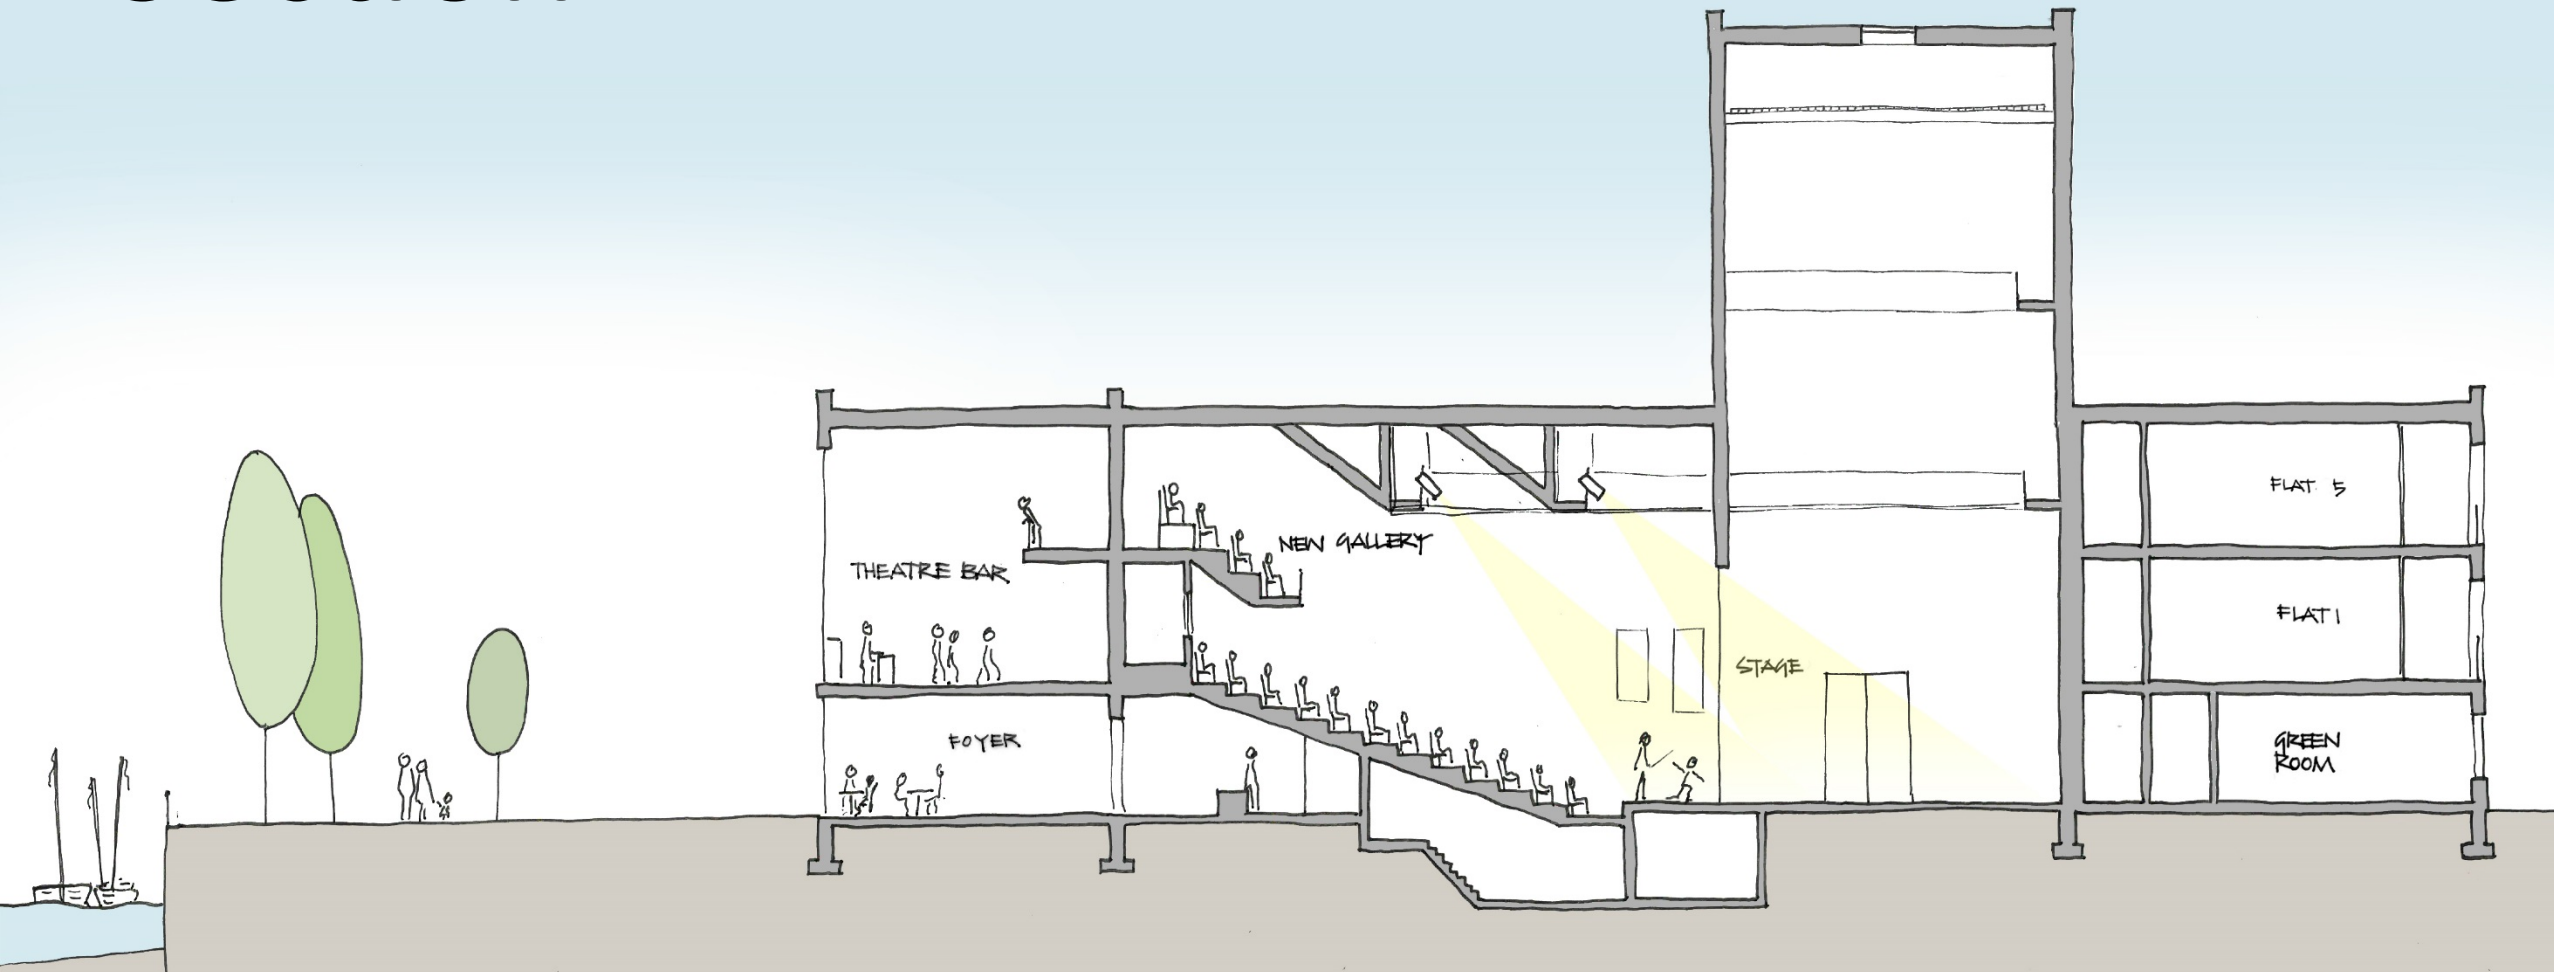 THEATRE BAR
NEW GALLERY
FOYER
STAGE
FLAT 5
FLAT 1
GREEN
ROOM